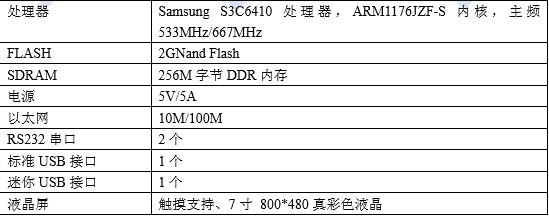 处理器 Samsung S3C6410 处理器，ARM1176JZF-S 内核，主频
533MHz/667MHz
FLASH 2GNand Flash
SDRAM 256M 字节 DDR 内存
电源 5V/5A
以太网 10M/100M
RS232 串口 2 个
标准 USB 接口 1 个
迷你 USB 接口 1 个
液晶屏 触摸支持、7 寸 800*480 真彩色液晶